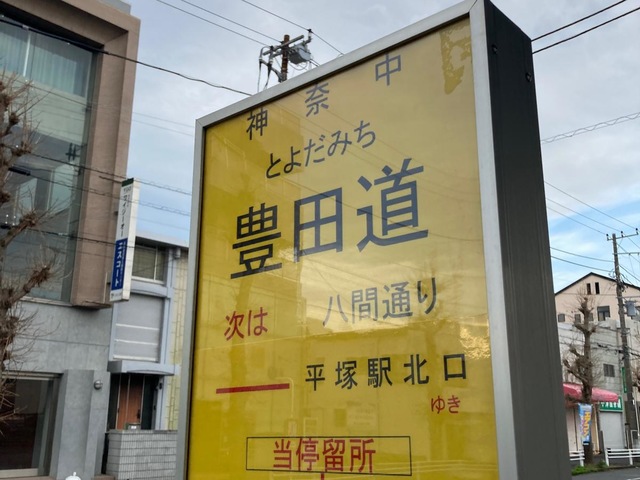 神奈中
とよだみち
豊田道
次は 八間通り
平塚駅北口
ゆき
当停留所